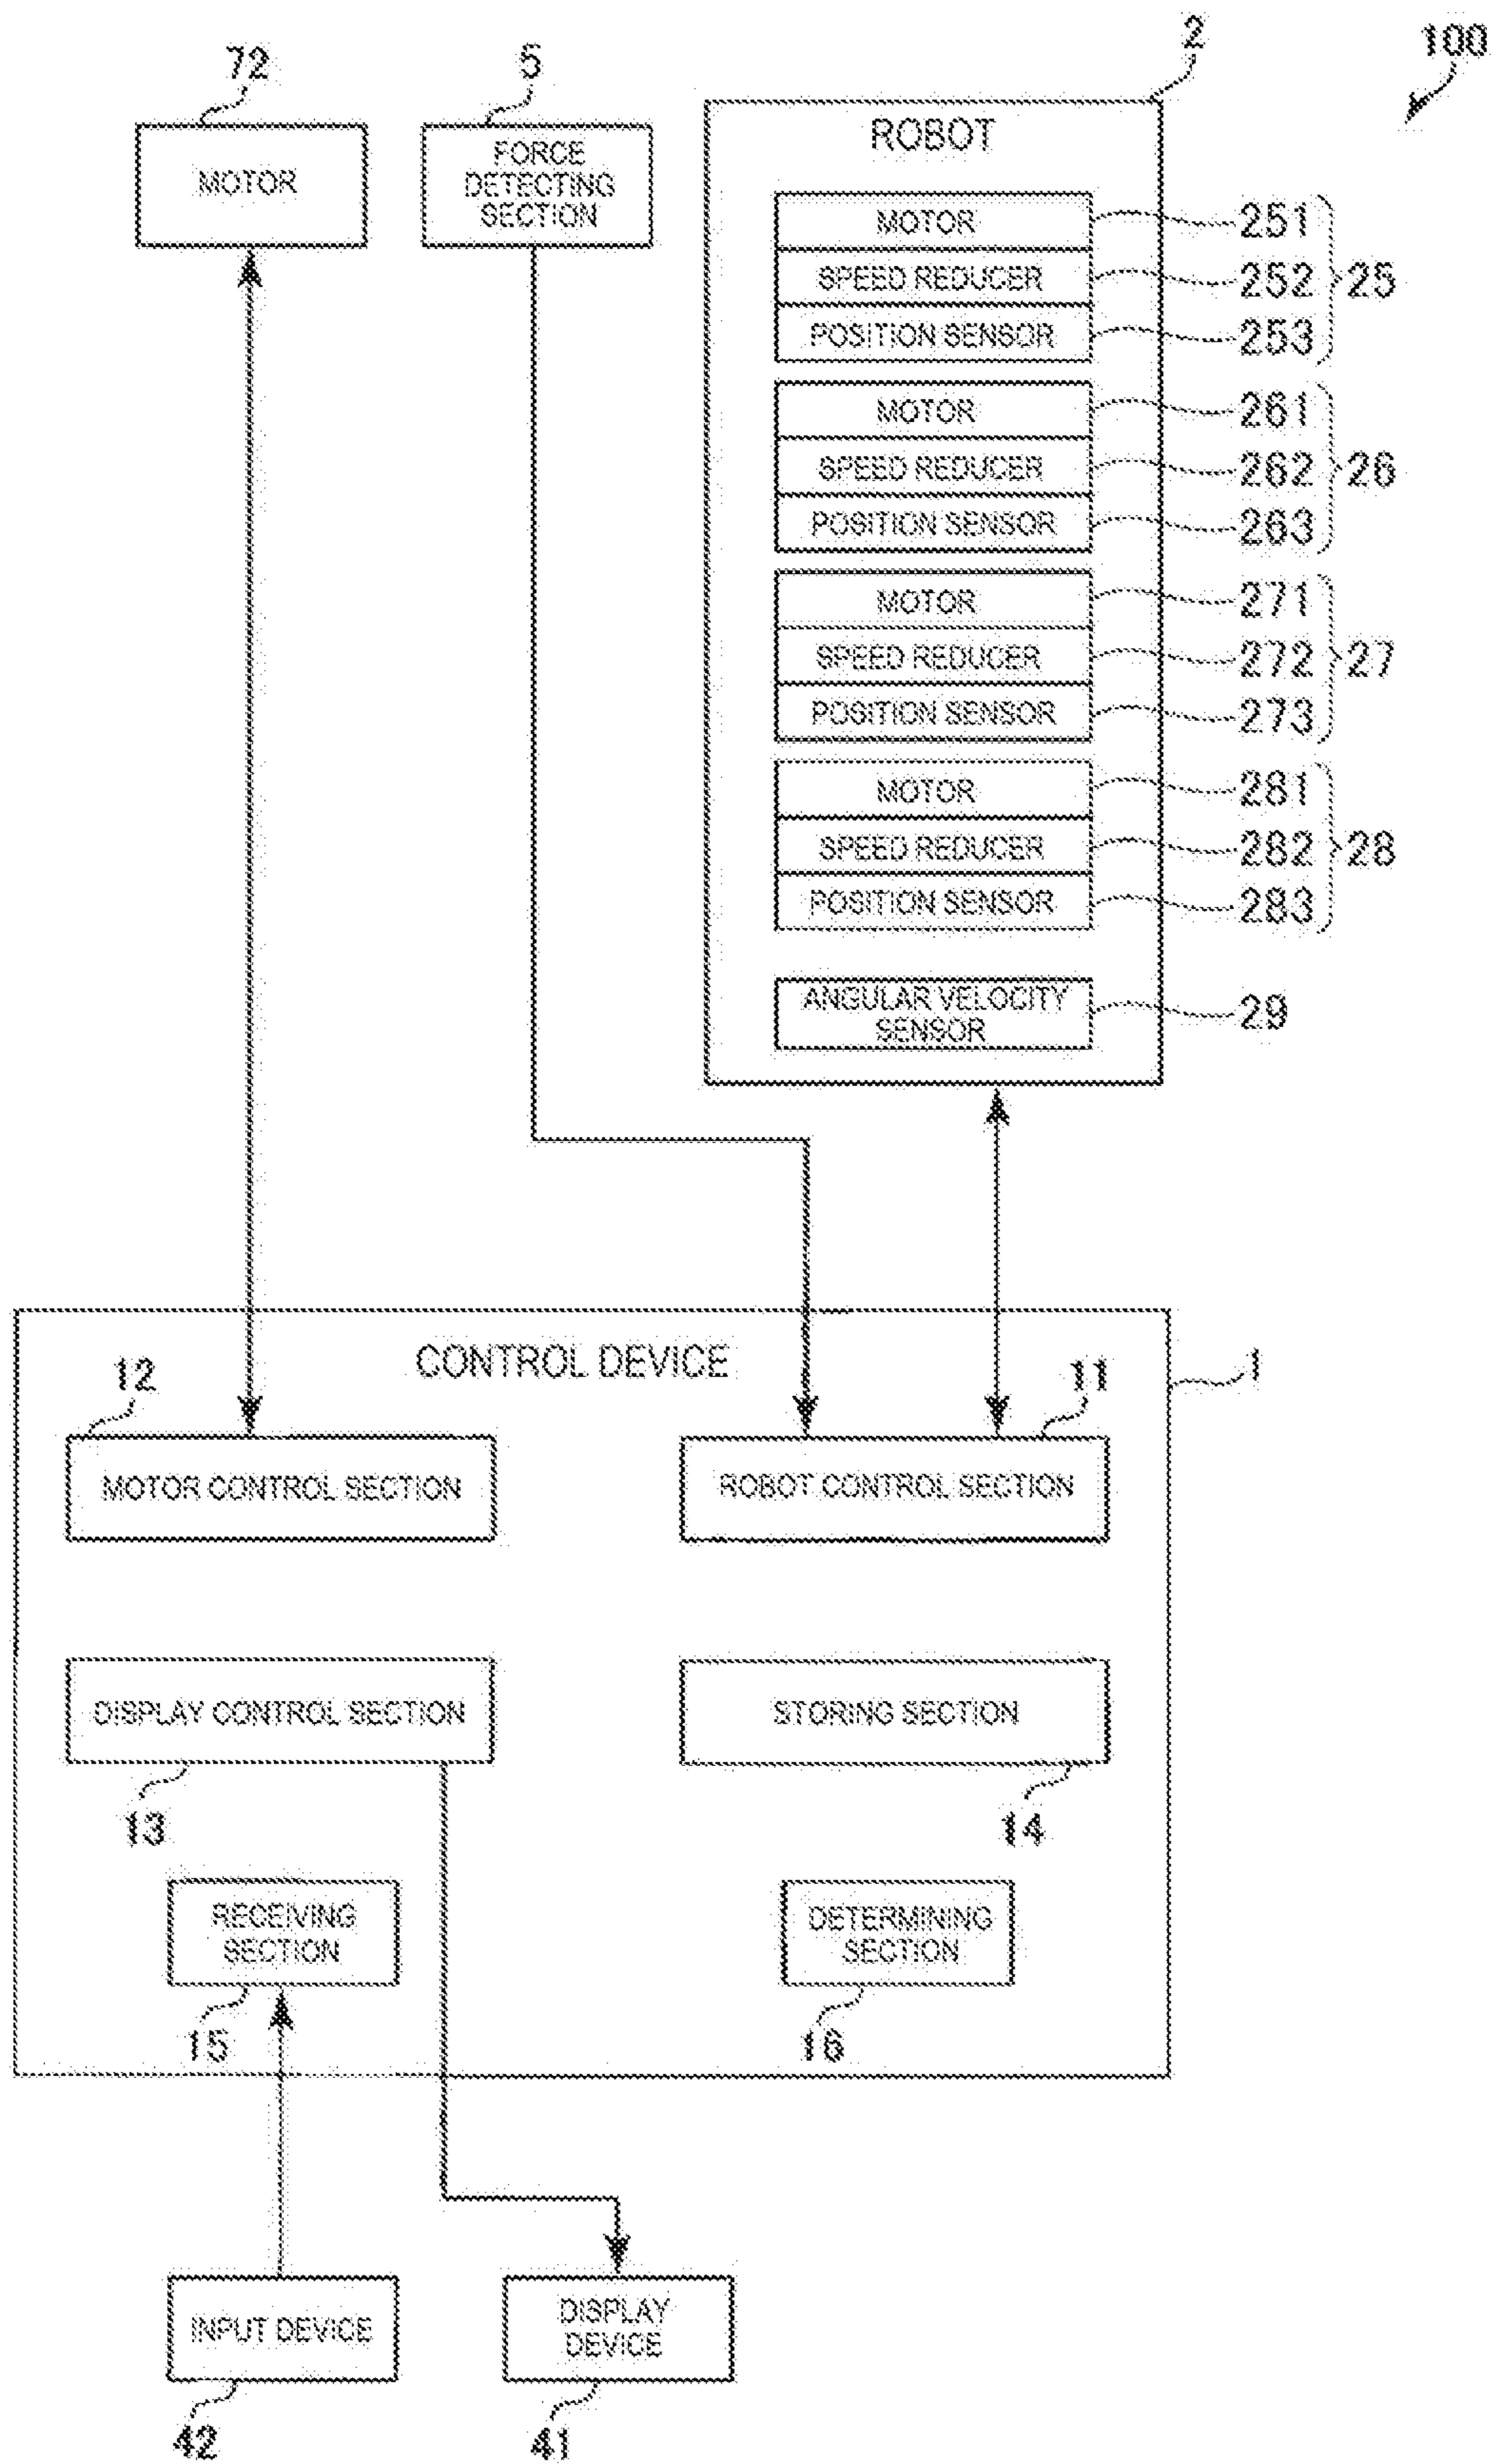 72
5
2
100
MOTOR
FORCE
DETECTING
SECTION
ROBOT
MOTOR
251
SPEED REDUCER
252
25
POSITION SENSOR
253
MOTOR
261
SPEED REDUCER
262
26
POSITION SENSOR
263
MOTOR
271
SPEED REDUCER
272
27
POSITION SENSOR
273
MOTOR
281
SPEED REDUCER
282
28
POSITION SENSOR
283
ANGULAR VELOCITY
SENSOR
29
CONTROL DEVICE
1
12
11
MOTOR CONTROL SECTION
ROBOT CONTROL SECTION
DISPLAY CONTROL SECTION
STORING SECTION
13
14
RECEIVING
SECTION
DETERMINING
SECTION
15
16
INPUT DEVICE
DISPLAY
DEVICE
42
41